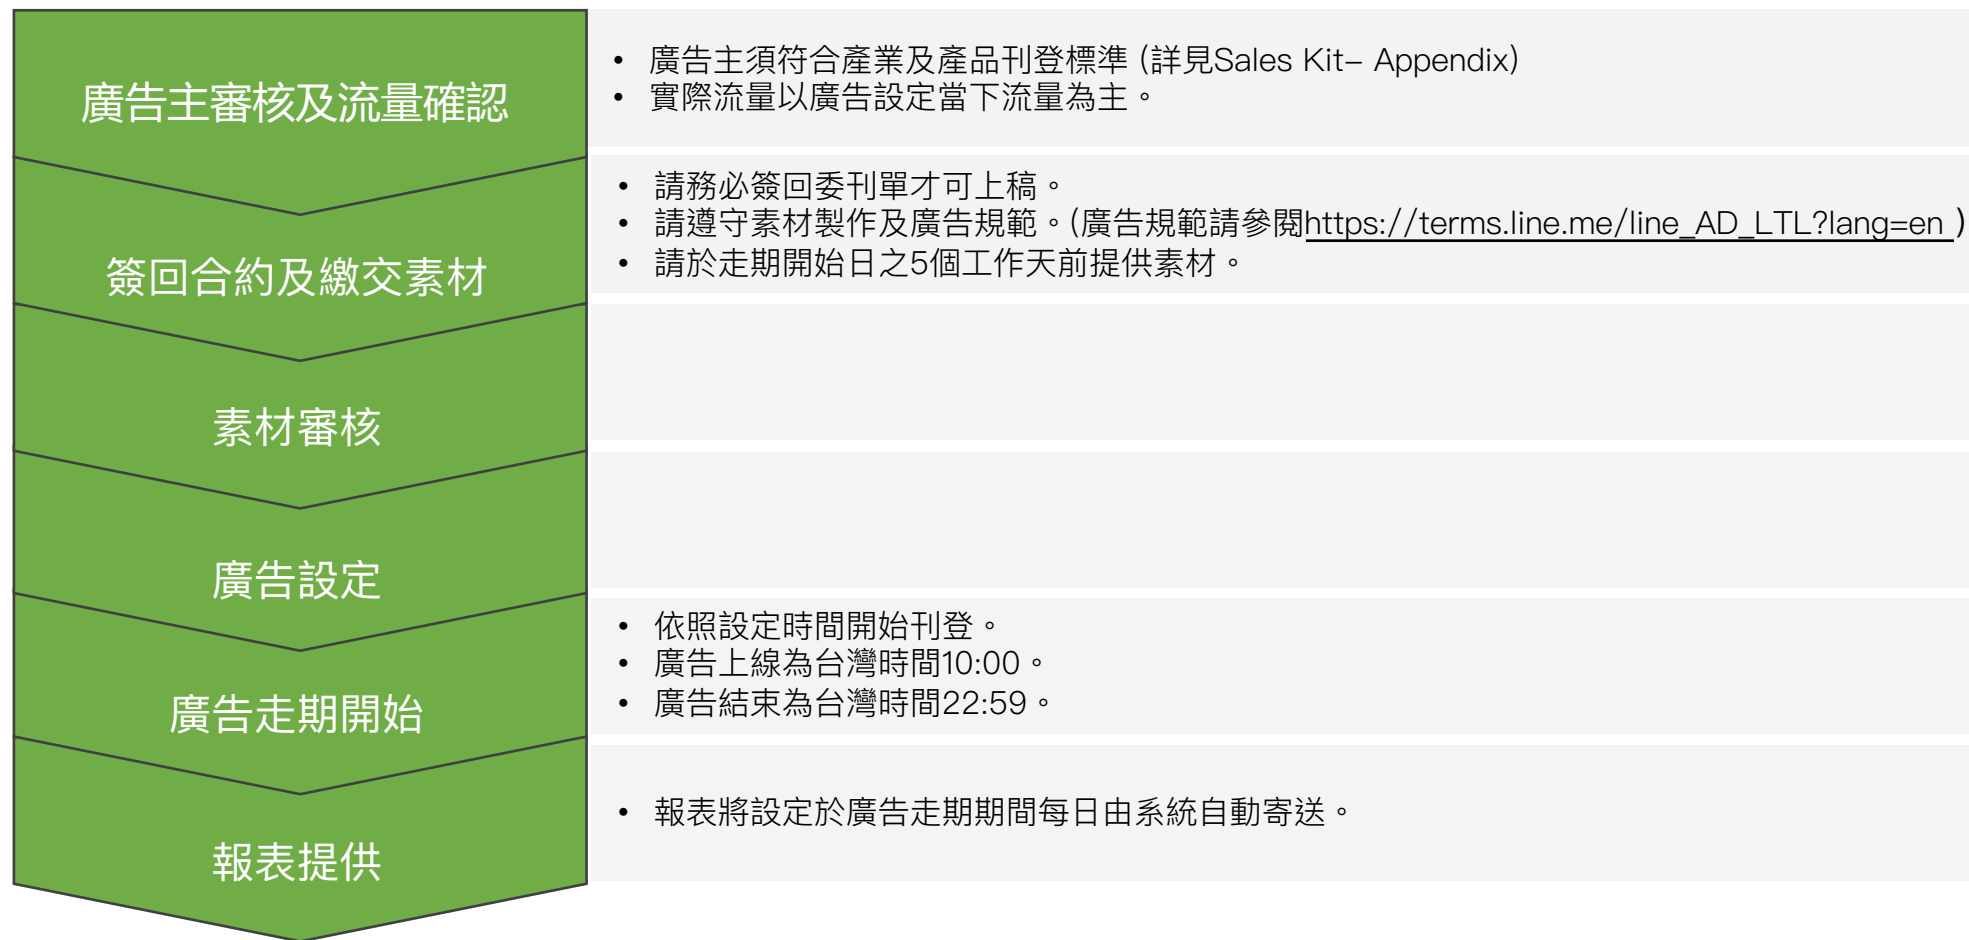 廣告主審核及流量確認
• 廣告主須符合產業及產品刊登標準 (詳見Sales Kit– Appendix)
• 實際流量以廣告設定當下流量為主。
簽回合約及繳交素材
• 請務必簽回委刊單才可上稿。
• 請遵守素材製作及廣告規範。(廣告規範請參閱https://terms.line.me/line_AD_LTL?lang=en )
• 請於走期開始日之5個工作天前提供素材。
素材審核
廣告設定
廣告走期開始
• 依照設定時間開始刊登。
• 廣告上線為台灣時間10:00。
• 廣告結束為台灣時間22:59。
報表提供
• 報表將設定於廣告走期期間每日由系統自動寄送。